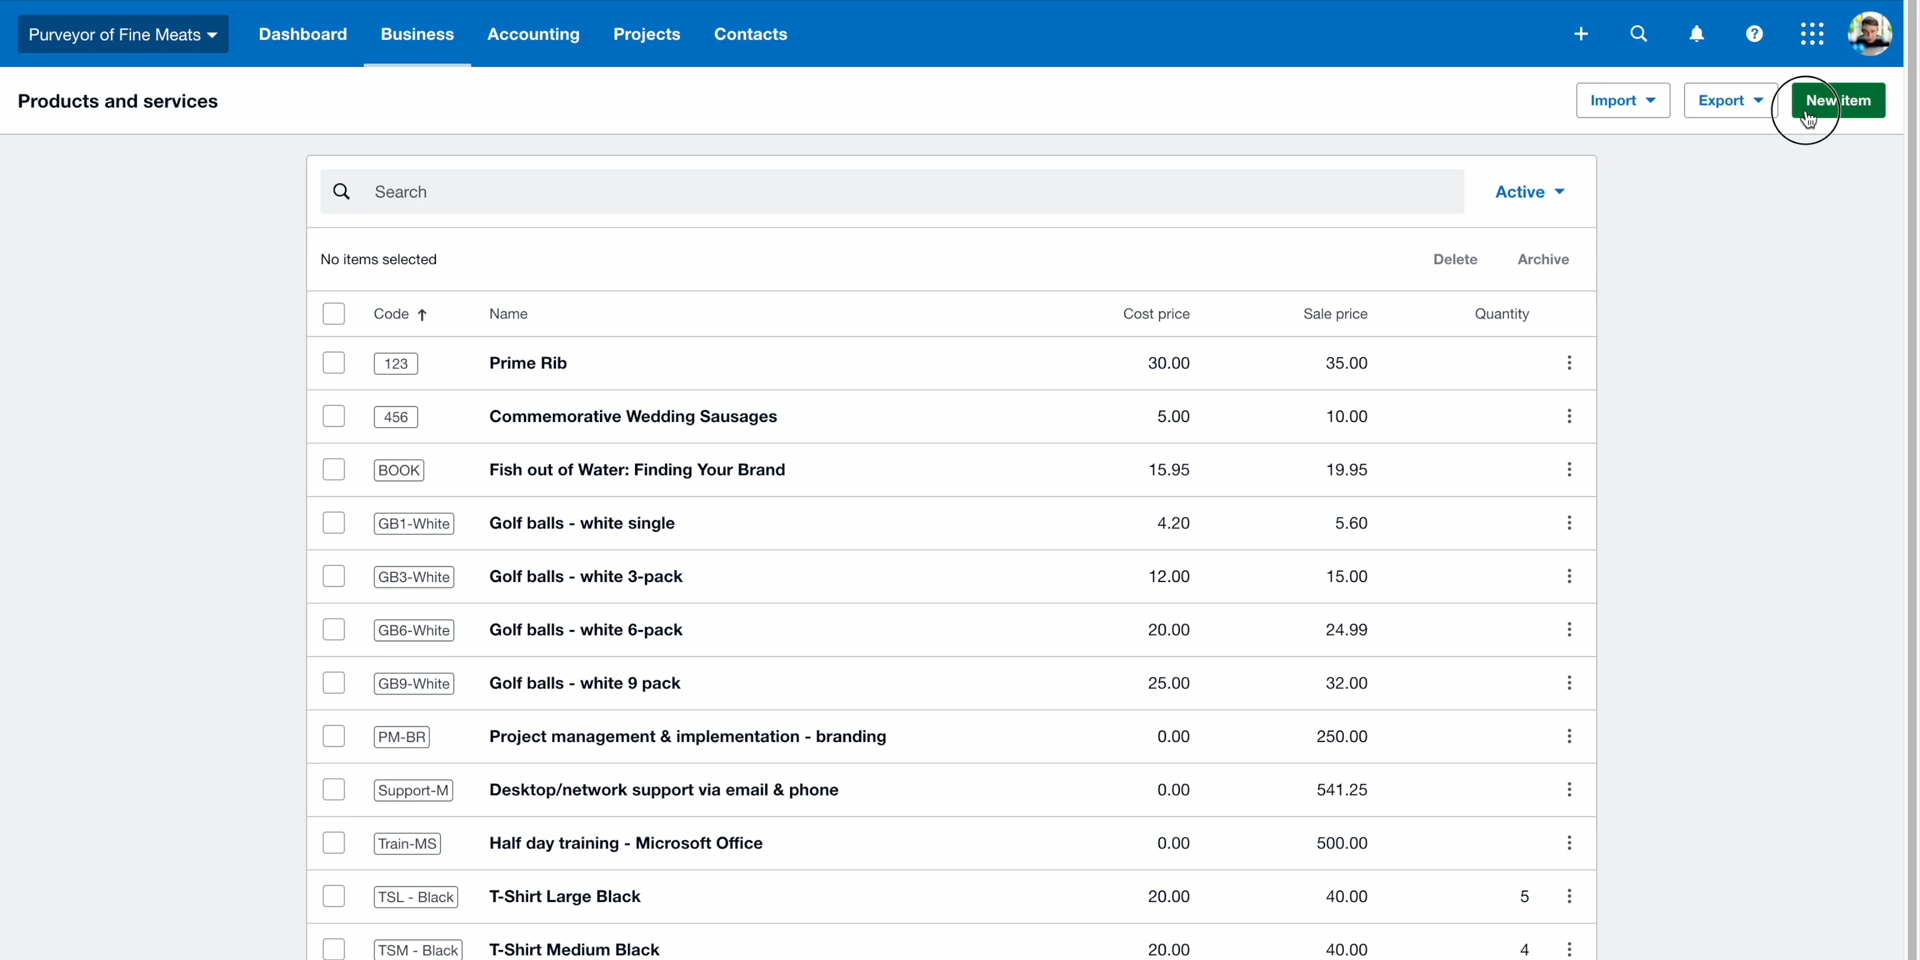 Purveyor of Fine Meats Dashboard Business Accounting Projects Contacts
Products and services Import Export New item
Search Active
No items selected Delete Archive
Code Name Cost price Sale price Quantity
123 Prime Rib 30.00 35.00
456 Commemorative Wedding Sausages 5.00 10.00
BOOK Fish out of Water: Finding Your Brand 15.95 19.95
GB1-White Golf balls - white single 4.20 5.60
GB3-White Golf balls - white 3-pack 12.00 15.00
GB6-White Golf balls - white 6-pack 20.00 24.99
GB9-White Golf balls - white 9 pack 25.00 32.00
PM-BR Project management & implementation - branding 0.00 250.00
Support-M Desktop/network support via email & phone 0.00 541.25
Train-MS Half day training - Microsoft Office 0.00 500.00
TSL - Black T-Shirt Large Black 20.00 40.00 5
TSM - Black T-Shirt Medium Black 20.00 40.00 4